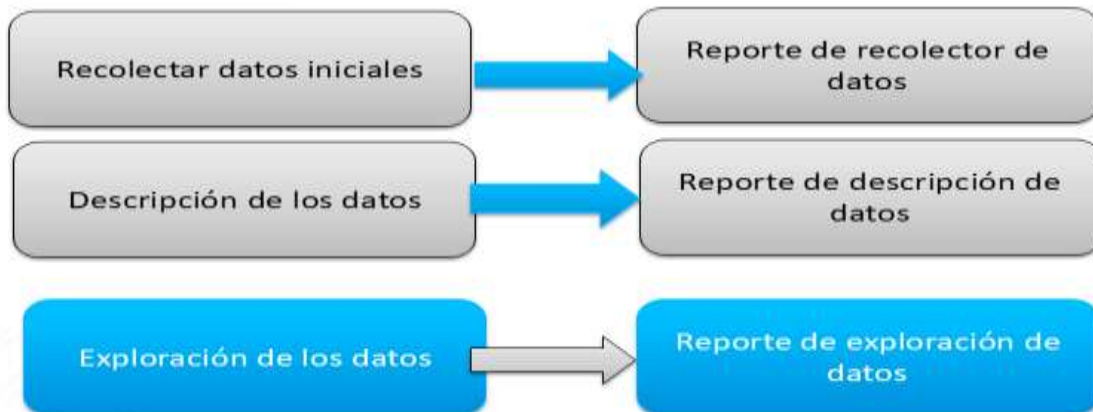 Recolectar datos iniciales
Reporte de recolector de
datos
Descripción de los datos
Reporte de descripción de
datos
Exploración de los datos
Reporte de exploración de
datos